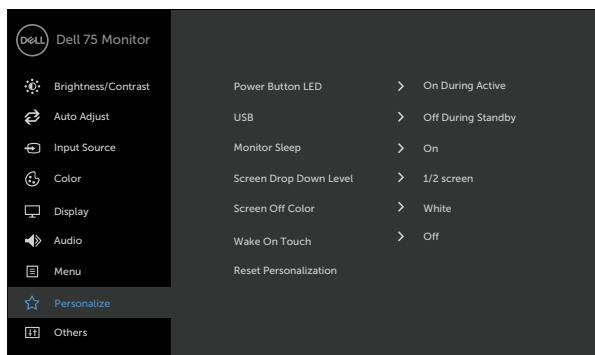 DELL Dell 75 Monitor
Brightness/Contrast
Auto Adjust
Input Source
Color
Display
Audio
Menu
Personalize
Others
Power Button LED > On During Active
USB > Off During Standby
Monitor Sleep > On
Screen Drop Down Level > 1/2 screen
Screen Off Color > White
Wake On Touch > Off
Reset Personalization